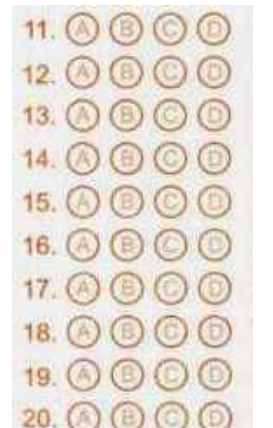 11. A B C D
12. A B C D
13. A B C D
14. A B C D
15. A B C D
16. A B C D
17. A B C D
18. A B C D
19. A B C D
20. A B C D